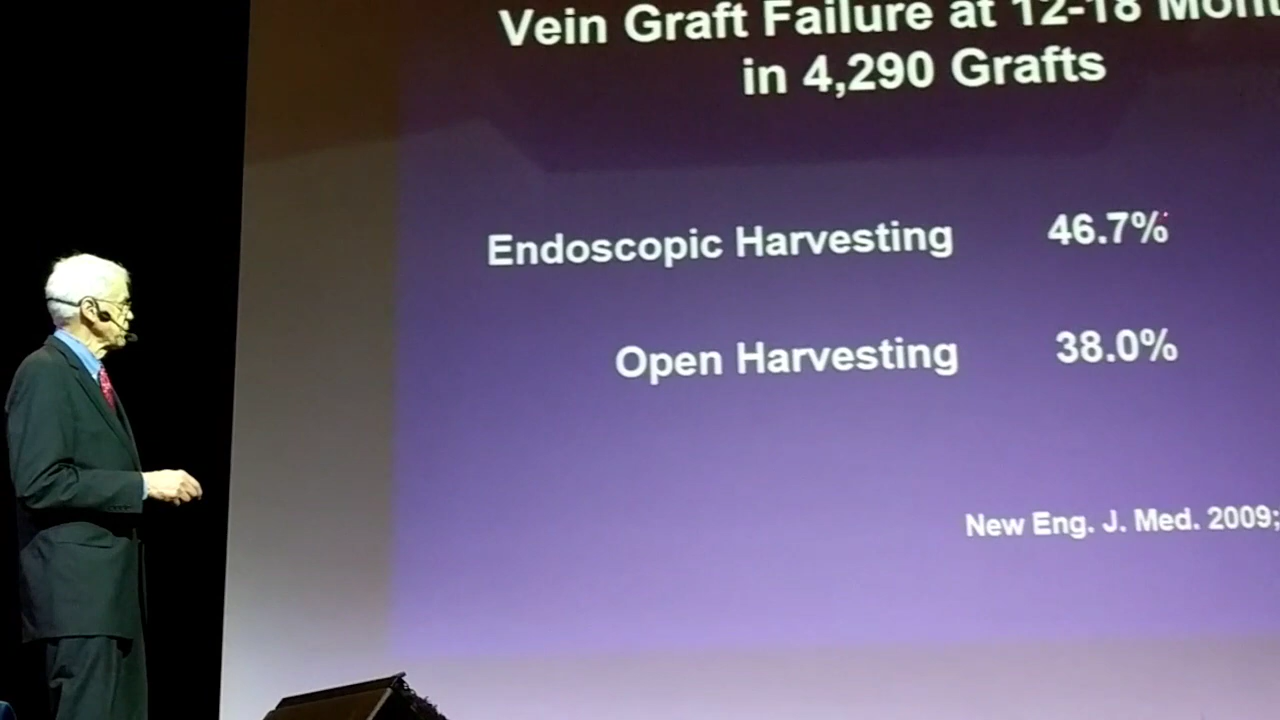 Vein Graft Failure at 12-18 Mont
in 4,290 Grafts
Endoscopic Harvesting 46.7%
Open Harvesting 38.0%
New Eng. J. Med. 2009;